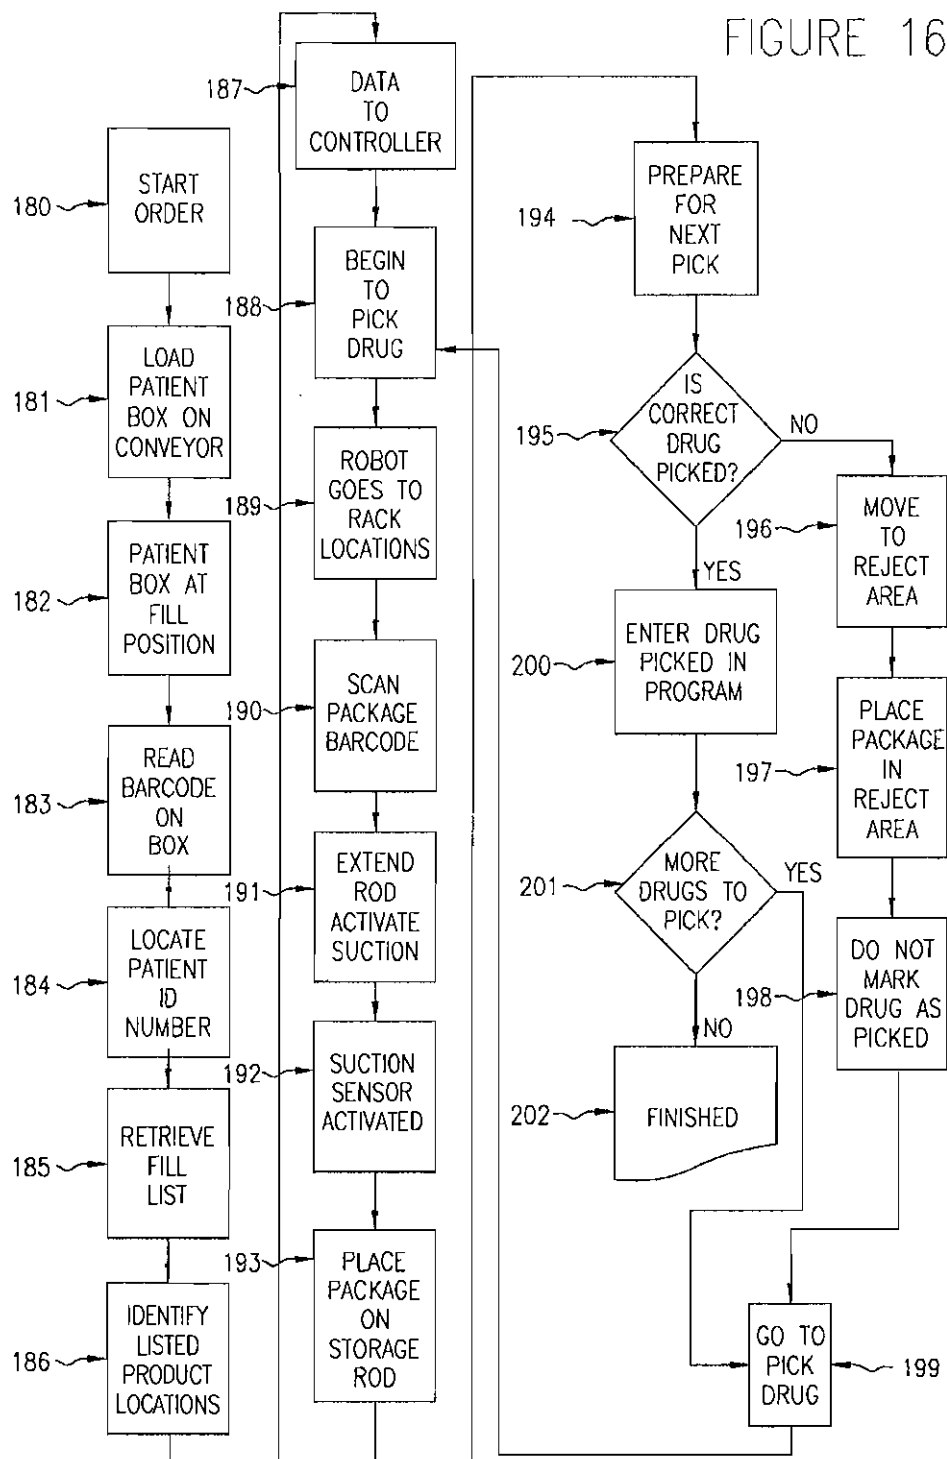 FIGURE 16
180
START
ORDER
181
LOAD
PATIENT
BOX ON
CONVEYOR
182
PATIENT
BOX AT
FILL
POSITION
183
READ
BARCODE
ON
BOX
184
LOCATE
PATIENT
ID
NUMBER
185
RETRIEVE
FILL
LIST
186
IDENTIFY
LISTED
PRODUCT
LOCATIONS
187
DATA
TO
CONTROLLER
188
BEGIN
TO
PICK
DRUG
189
ROBOT
GOES TO
RACK
LOCATIONS
190
SCAN
PACKAGE
BARCODE
191
EXTEND
ROD
ACTIVATE
SUCTION
192
SUCTION
SENSOR
ACTIVATED
193
PLACE
PACKAGE
ON
STORAGE
ROD
194
PREPARE
FOR
NEXT
PICK
195
IS
CORRECT
DRUG
PICKED?
NO
YES
196
MOVE
TO
REJECT
AREA
197
PLACE
PACKAGE
IN
REJECT
AREA
198
DO NOT
MARK
DRUG AS
PICKED
199
GO TO
PICK
DRUG
200
ENTER DRUG
PICKED IN
PROGRAM
201
MORE
DRUGS TO
PICK?
YES
NO
202
FINISHED